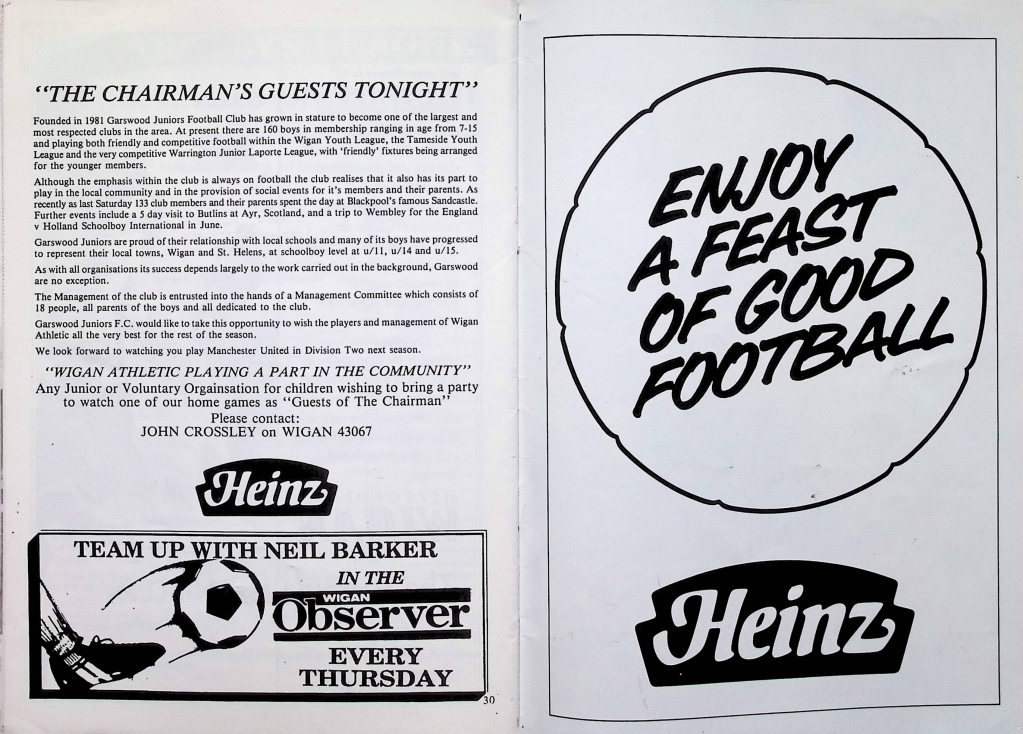 "THE CHAIRMAN'S GUESTS TONIGHT"
Founded in 1981 Garswood Juniors Football Club has grown in stature to become one of the largest and
most respected clubs in the area. At present there are 160 boys in membership ranging in age from 7-15
and playing both friendly and competitive football within the Wigan Youth League, the Tameside Youth
League and the very competitive Warrington Junior Laporte League, with 'friendly' fixtures being arranged
for the younger members.
Although the emphasis within the club is always on football the club realises that it also has its part to
play in the local community and in the provision of social events for it's members and their parents. As
recently as last Saturday 133 club members and their parents spent the day at Blackpool's famous Sandcastle.
Further events include a 5 day visit to Butlins at Ayr, Scotland, and a trip to Wembley for the England
v Holland Schoolboy International in June.
Garswood Juniors are proud of their relationship with local schools and many of its boys have progressed
to represent their local towns, Wigan and St. Helens, at schoolboy level at u/11, u/14 and u/15.
As with all organisations its success depends largely to the work carried out in the background, Garswood
are no exception.
The Management of the club is entrusted into the hands of a Management Committee which consists of
18 people, all parents of the boys and all dedicated to the club.
Garswood Juniors F.C. would like to take this opportunity to wish the players and management of Wigan
Athletic all the very best for the rest of the season.
We look forward to watching you play Manchester United in Division Two next season.
"WIGAN ATHLETIC PLAYING A PART IN THE COMMUNITY"
Any Junior or Voluntary Orgainsation for children wishing to bring a party
to watch one of our home games as "Guests of The Chairman"
Please contact:
JOHN CROSSLEY on WIGAN 43067
Heinz
TEAM UP WITH NEIL BARKER
IN THE
WIGAN
Observer
EVERY
THURSDAY
30
ENJOY
A FEAST
OF GOOD
FOOTBALL
Heinz